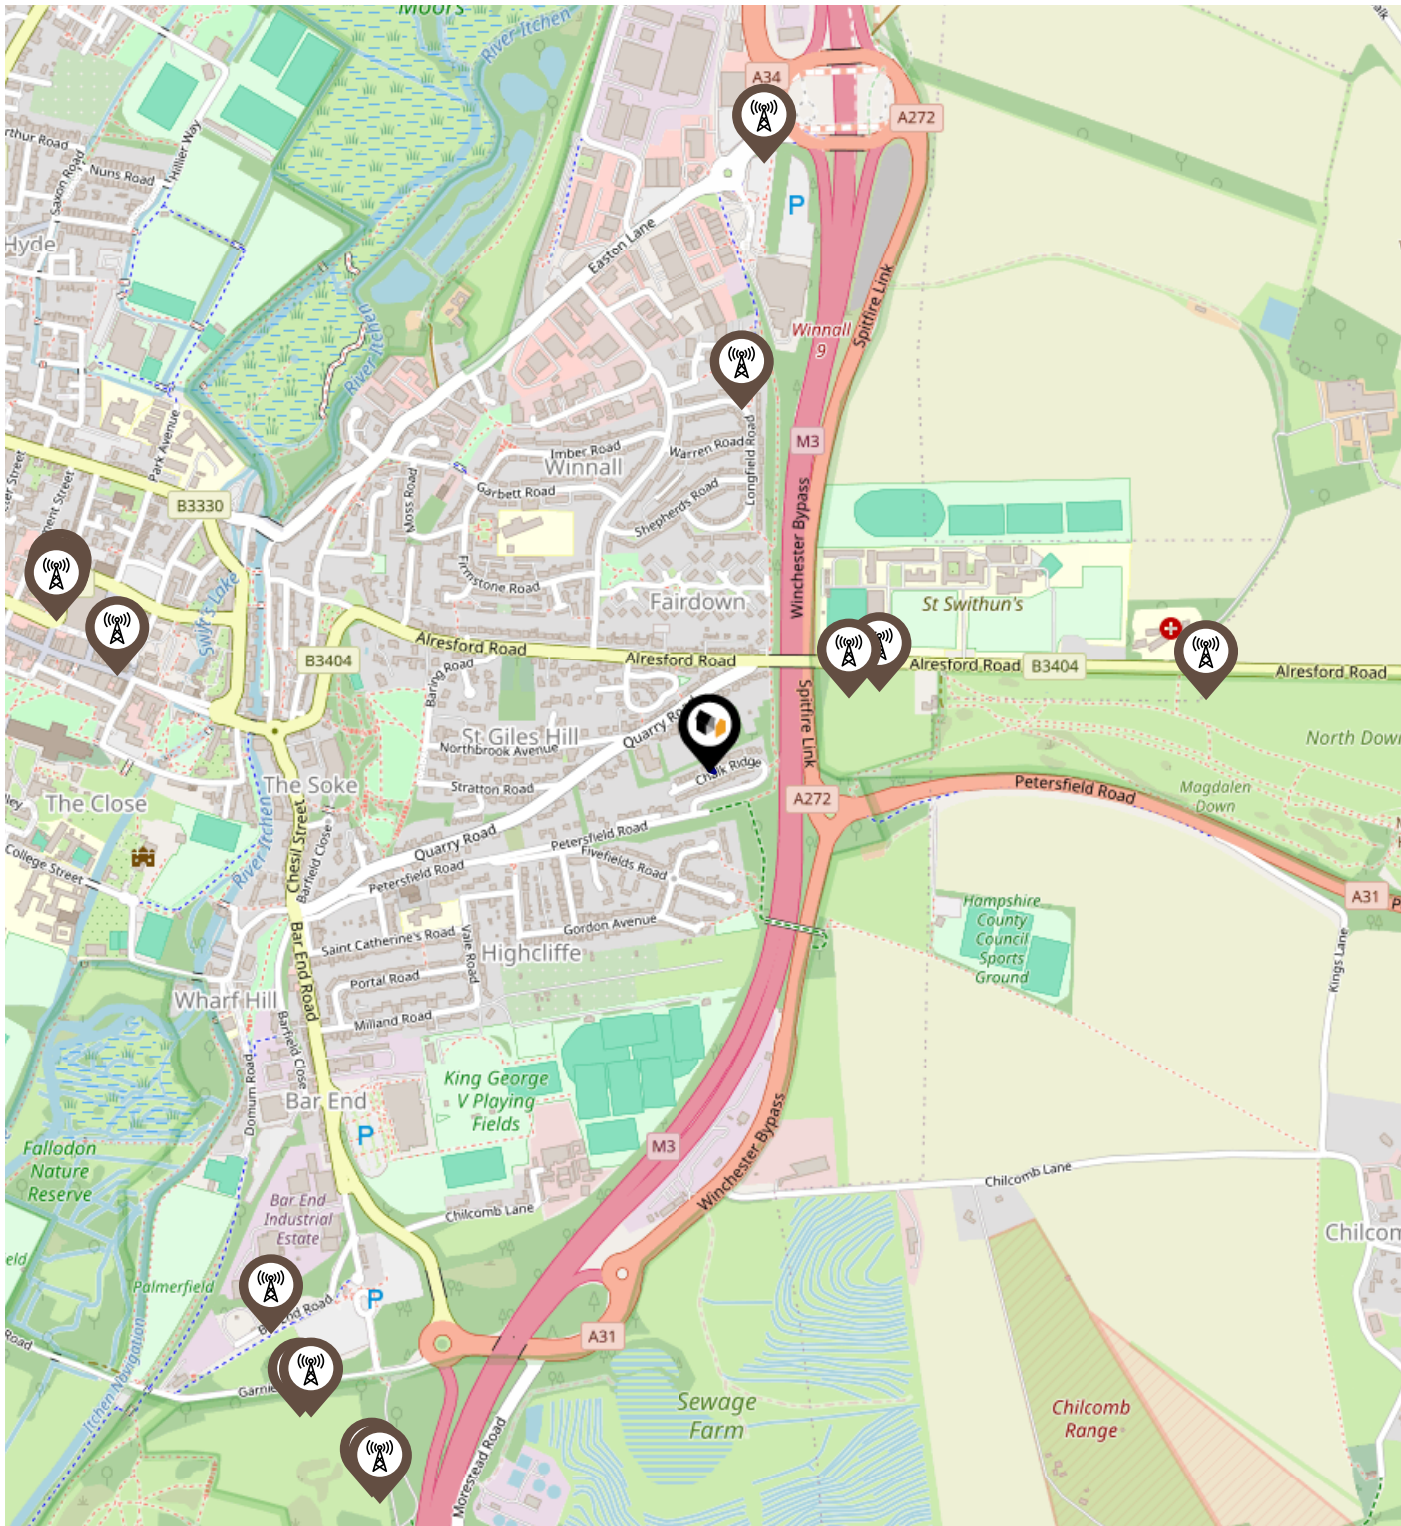 Moors
River Itchen
A34
A272
rthur Road
Saxon Road
Nuns Road
Hillier Way
Hyde
P
Easton Lane
Spitfire Link
River Itchen
Winnall
9
M3
Park Avenue
Imber Road
Warren Road
Longfield Road
Winnall
Garbett Road
Moss Road
Shepherds Road
B3330
Winchester Bypass
Firmstone Road
Fairdown
St Swithun's
Swift's Lake
Alresford Road
Alresford Road
Alresford Road
B3404
Alresford Road
B3404
Baring Road
Spitfire Link
Quarry Road
St Giles Hill
Northbrook Avenue
North Down
Chalk Ridge
Stratton Road
The Soke
The Close
A272
Petersfield Road
Magdalen
Down
College Street
River Itchen
Chesil Street
Barfield Close
Quarry Road
Petersfield Road
Fivefields Road
Petersfield Road
A31
Hampshire
County
Council
Sports
Ground
Gordon Avenue
Saint Catherine's Road
Vale Road
Highcliffe
Bar End Road
Portal Road
Kings Lane
Wharf Hill
Milland Road
Barfield Close
Domum Road
King George
V Playing
Fields
Bar End
P
M3
Winchester Bypass
Fallodon
Nature
Reserve
Chilcomb Lane
Bar End
Industrial
Estate
Chilcomb Lane
Chilcom
eld
Palmerfield
P
Road
A31
Itchen Navigation
Garnie
Sewage
Farm
Chilcomb
Range
Morestead Road